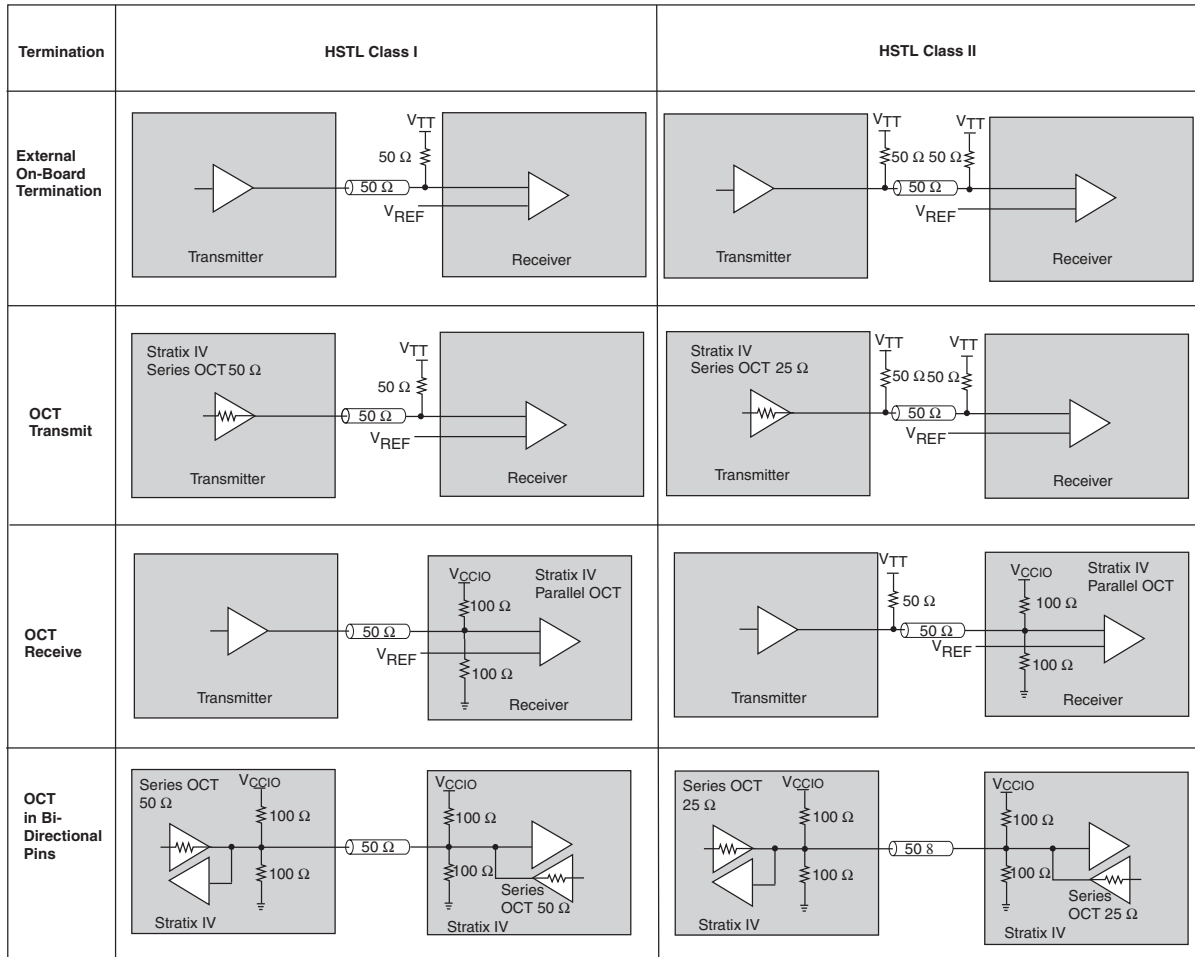 Termination
HSTL Class I
HSTL Class II
External
On-Board
Termination
VTT
50 Ω
50 Ω
VREF
Transmitter
Receiver
VTT
VTT
50 Ω 50 Ω
50 Ω
VREF
Transmitter
Receiver
OCT
Transmit
Stratix IV
Series OCT 50 Ω
VTT
50 Ω
50 Ω
VREF
Transmitter
Receiver
Stratix IV
Series OCT 25 Ω
VTT
VTT
50 Ω 50 Ω
50 Ω
VREF
Transmitter
Receiver
OCT
Receive
VCCIO
Stratix IV
Parallel OCT
100 Ω
50 Ω
VREF
100 Ω
Transmitter
Receiver
VTT
50 Ω
VCCIO
Stratix IV
Parallel OCT
100 Ω
50 Ω
VREF
100 Ω
Transmitter
Receiver
OCT
in Bi-
Directional
Pins
Series OCT
50 Ω
VCCIO
100 Ω
100 Ω
Stratix IV
50 Ω
VCCIO
100 Ω
100 Ω
Series
OCT 50 Ω
Stratix IV
Series OCT
25 Ω
VCCIO
100 Ω
100 Ω
Stratix IV
50 8
VCCIO
100 Ω
100 Ω
Series
OCT 25 Ω
Stratix IV